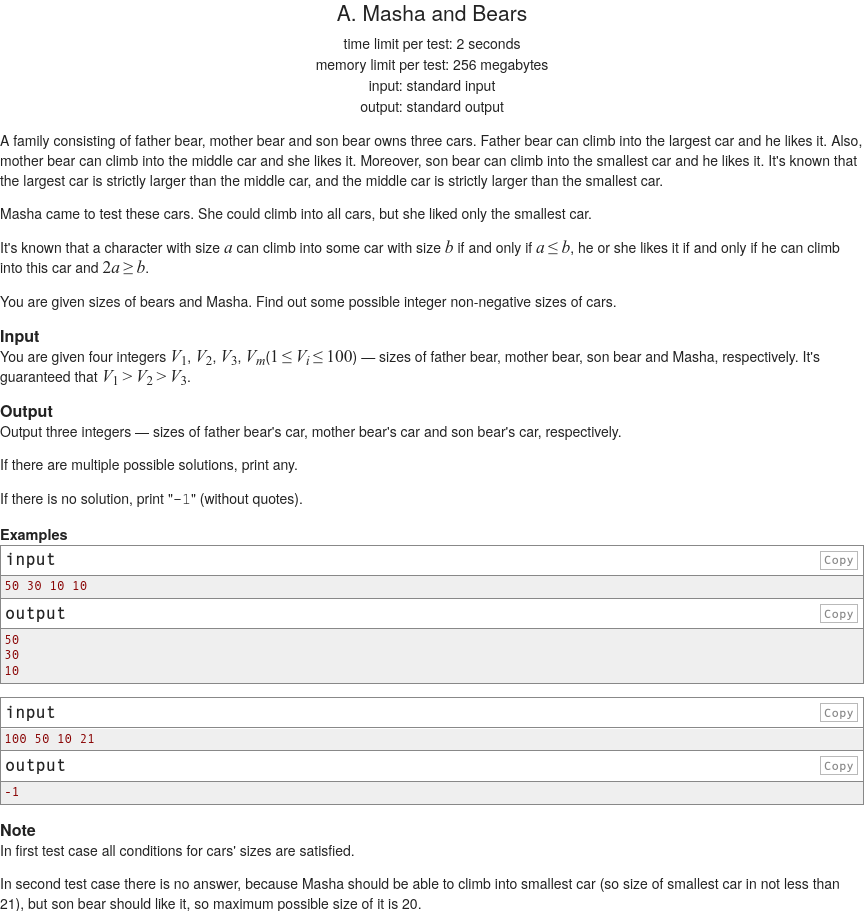 A. Masha and Bears
time limit per test: 2 seconds
memory limit per test: 256 megabytes
input: standard input
output: standard output
A family consisting of father bear, mother bear and son bear owns three cars. Father bear can climb into the largest car and he likes it. Also,
mother bear can climb into the middle car and she likes it. Moreover, son bear can climb into the smallest car and he likes it. It's known that
the largest car is strictly larger than the middle car, and the middle car is strictly larger than the smallest car.
Masha came to test these cars. She could climb into all cars, but she liked only the smallest car.
It's known that a character with size a can climb into some car with size b if and only if a ≤ b, he or she likes it if and only if he can climb
into this car and 2a ≥ b.
You are given sizes of bears and Masha. Find out some possible integer non-negative sizes of cars.
Input
You are given four integers V1, V2, V3, Vm(1 ≤ Vi ≤ 100) — sizes of father bear, mother bear, son bear and Masha, respectively. It's
guaranteed that V1 > V2 > V3.
Output
Output three integers — sizes of father bear's car, mother bear's car and son bear's car, respectively.
If there are multiple possible solutions, print any.
If there is no solution, print "-1" (without quotes).
Examples
input Copy
50 30 10 10
output Copy
50
30
10
input Copy
100 50 10 21
output Copy
-1
Note
In first test case all conditions for cars' sizes are satisfied.
In second test case there is no answer, because Masha should be able to climb into smallest car (so size of smallest car in not less than
21), but son bear should like it, so maximum possible size of it is 20.